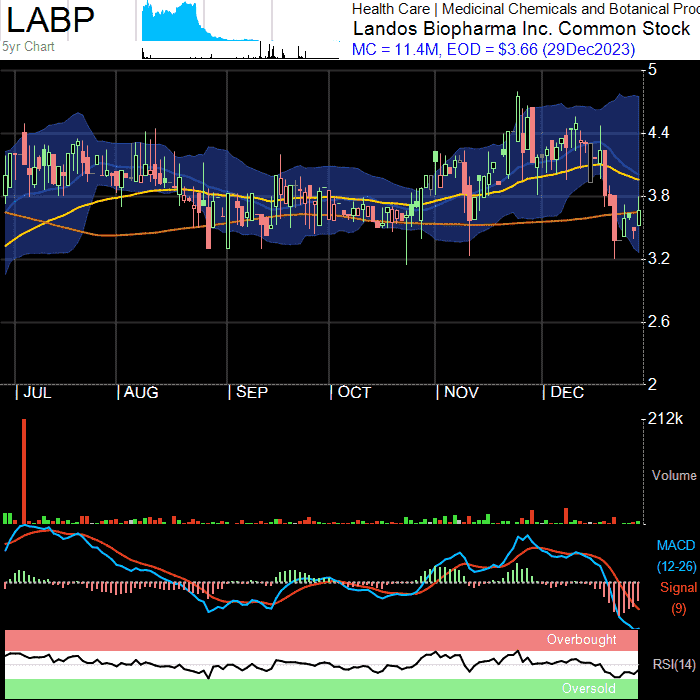 LABP
5yr Chart
Health Care | Medicinal Chemicals and Botanical Prod
Landos Biopharma Inc. Common Stock
MC = 11.4M, EOD = $3.66 (29Dec2023)
5
4.4
3.8
3.2
2.6
2
| JUL | AUG | SEP | OCT | NOV | DEC
212k
Volume
MACD
(12-26)
Signal
(9)
Overbought
RSI(14)
Oversold